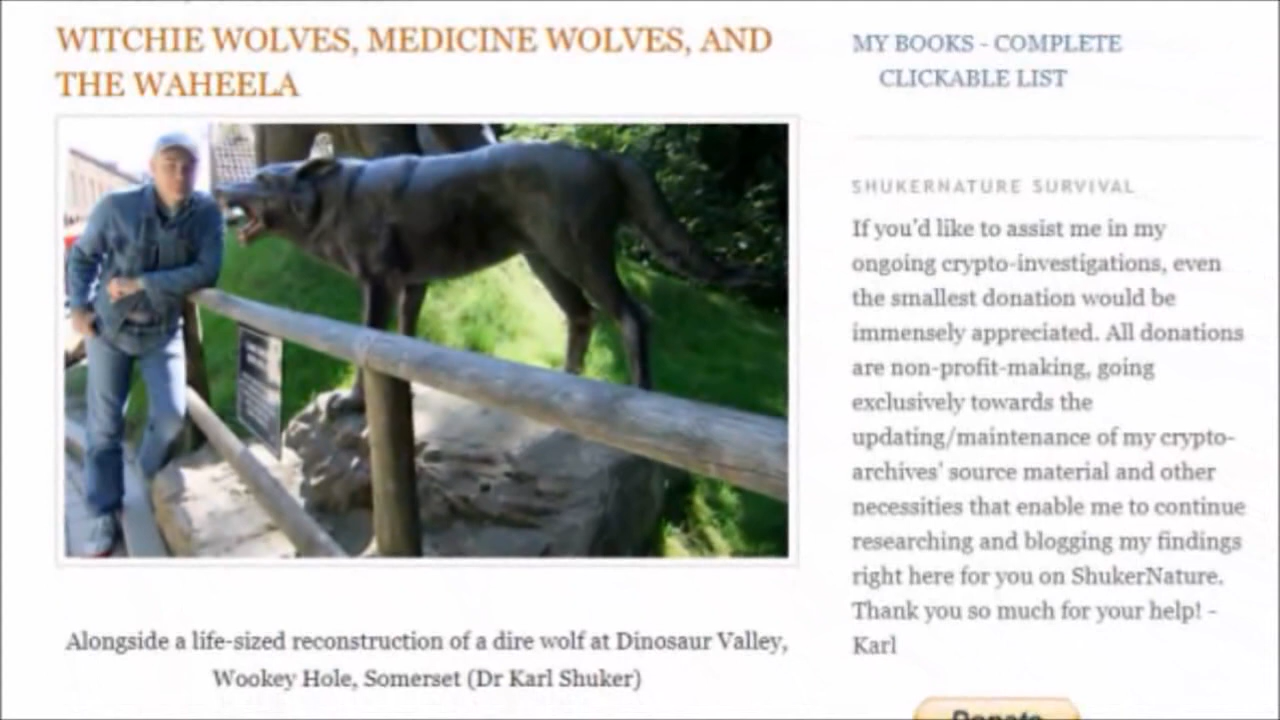 WITCHIE WOLVES, MEDICINE WOLVES, AND
THE WAHEELA
Alongside a life-sized reconstruction of a dire wolf at Dinosaur Valley,
Wookey Hole, Somerset (Dr Karl Shuker)
MY BOOKS - COMPLETE
CLICKABLE LIST
SHUKERNATURE SURVIVAL
If you'd like to assist me in my
ongoing crypto-investigations, even
the smallest donation would be
immensely appreciated. All donations
are non-profit-making, going
exclusively towards the
updating/maintenance of my crypto-
archives' source material and other
necessities that enable me to continue
researching and blogging my findings
right here for you on ShukerNature.
Thank you so much for your help! -
Karl
Donate